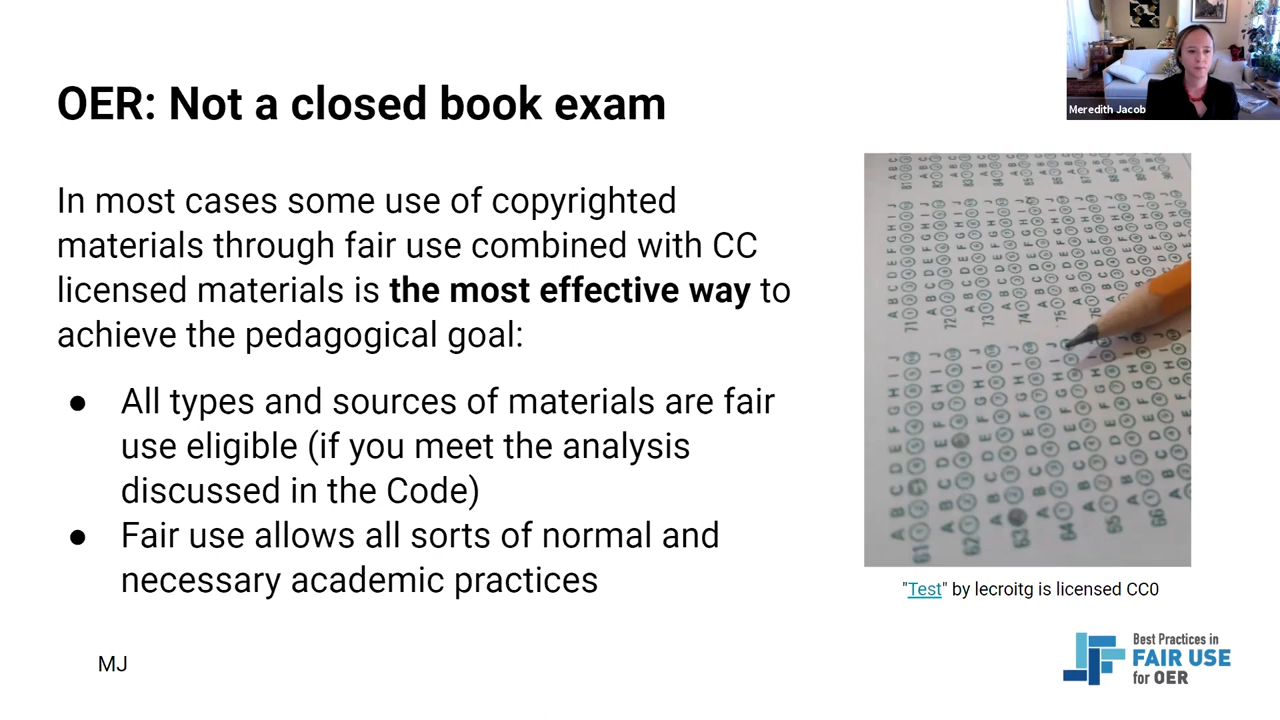 Meredith Jacob
OER: Not a closed book exam
In most cases some use of copyrighted
materials through fair use combined with CC
licensed materials is the most effective way to
achieve the pedagogical goal:
● All types and sources of materials are fair
use eligible (if you meet the analysis
discussed in the Code)
● Fair use allows all sorts of normal and
necessary academic practices
"Test" by lecroitg is licensed CC0
MJ
Best Practices in
FAIR USE
for OER